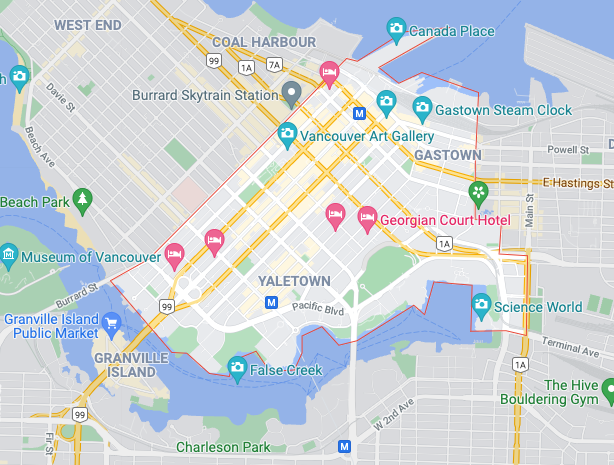 WEST END
COAL HARBOUR
Canada Place
99
1A
7A
Davie St
Burrard Skytrain Station
M
Gastown Steam Clock
Vancouver Art Gallery
Beach Ave
GASTOWN
Powell St
E Hastings St
Beach Park
Main St
Georgian Court Hotel
1A
Museum of Vancouver
YALETOWN
Burrard St
99
M
Pacific Blvd
Science World
Granville Island
Public Market
Terminal Ave
GRANVILLE
ISLAND
False Creek
1A
The Hive
Bouldering Gym
99
W 2nd Ave
Fir St
Charleson Park
M